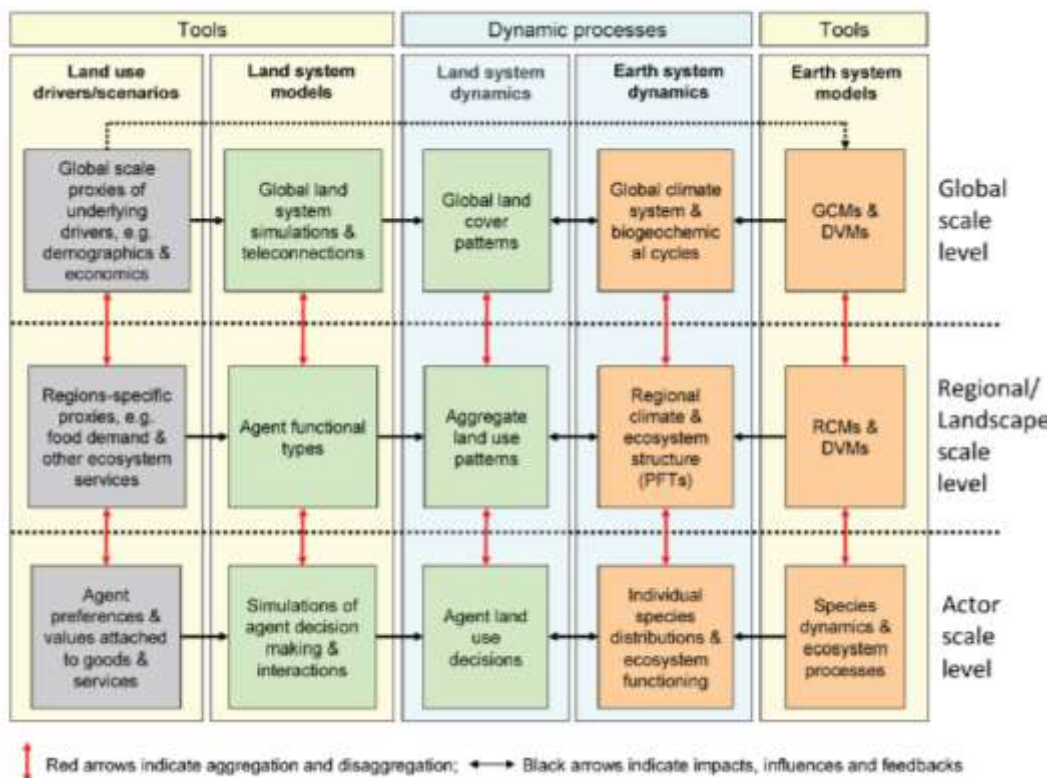 Tools
Dynamic processes
Tools
Land use
drivers/scenarios
Land system
models
Land system
dynamics
Earth system
dynamics
Earth system
models
Global scale
proxies of
underlying
drivers, e.g.
demographics &
economics
Global land
system
simulations &
teleconnections
Global land
cover
patterns
Global climate
system &
biogeochemic
al cycles
GCMs &
DVMs
Global
scale
level
Regions-specific
proxies, e.g.
food demand &
other ecosystem
services
Agent functional
types
Aggregate
land use
patterns
Regional
climate &
ecosystem
structure
(PFTs)
RCMs &
DVMs
Regional/
Landscape
scale
level
Agent
preferences &
values attached
to goods &
services
Simulations of
agent decision
making &
interactions
Agent land
use
decisions
Individual
species
distributions &
ecosystem
functioning
Species
dynamics &
ecosystem
processes
Actor
scale
level
Red arrows indicate aggregation and disaggregation; Black arrows indicate impacts, influences and feedbacks